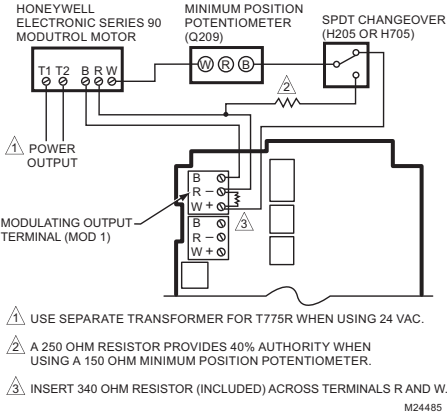 HONEYWELL
ELECTRONIC SERIES 90
MODUTROL MOTOR
MINIMUM POSITION
POTENTIOMETER
(Q209)
SPDT CHANGEOVER
(H205 OR H705)
T1 T2 B R W
W R B
2
1 POWER
OUTPUT
B
R –
W +
3
B
R –
W +
MODULATING OUTPUT
TERMINAL (MOD 1)
1 USE SEPARATE TRANSFORMER FOR T775R WHEN USING 24 VAC.
2 A 250 OHM RESISTOR PROVIDES 40% AUTHORITY WHEN
USING A 150 OHM MINIMUM POSITION POTENTIOMETER.
3 INSERT 340 OHM RESISTOR (INCLUDED) ACROSS TERMINALS R AND W.
M24485